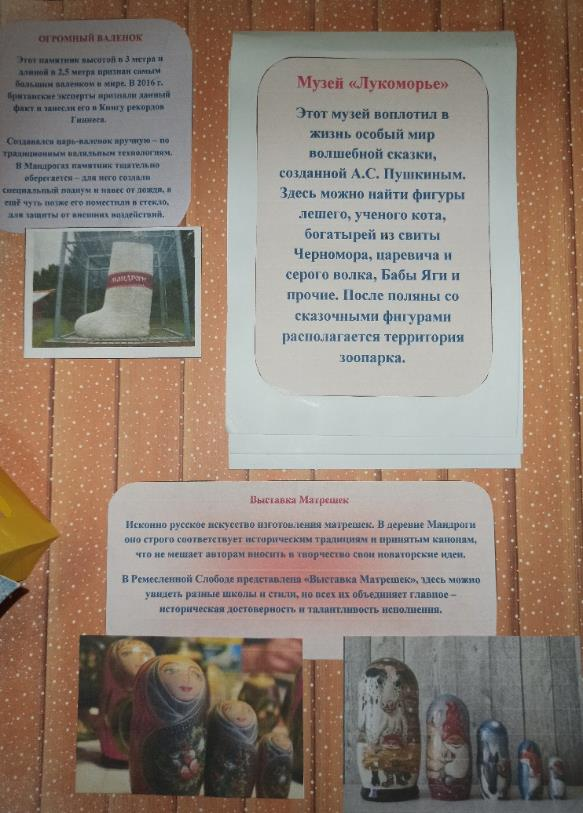 ОГРОМНЫЙ ВАЛЕНОК
Этот памятник высотой в 3 метра и
длиной в 2,5 метра признан самым
большим валенком в мире. В 2016 г.
британские эксперты признали данный
факт и занесли его в Книгу рекордов
Гиннеса.
Создавался царь-валенок вручную – по
традиционным валяльным технологиям.
В Мандрогах памятник тщательно
оберегается – для него создали
специальный подиум и навес от дождя, а
ещё чуть позже его поместили в стекло,
для защиты от внешних воздействий.
МАНДРОГИ
Музей «Лукоморье»
Этот музей воплотил в
жизнь особый мир
волшебной сказки,
созданной А.С. Пушкиным.
Здесь можно найти фигуры
лешего, ученого кота,
богатырей из свиты
Черномора, царевича и
серого волка, Бабы Яги и
прочие. После поляны со
сказочными фигурами
располагается территория
зоопарка.
Выставка Матрешек
Исконно русское искусство изготовления матрешек. В деревне Мандроги
оно строго соответствует историческим традициям и принятым канонам,
что не мешает авторам вносить в творчество свои новаторские идеи.
В Ремесленной Слободе представлена «Выставка Матрешек», здесь можно
увидеть разные школы и стили, но всех их объединяет главное –
историческая достоверность и талантливость исполнения.